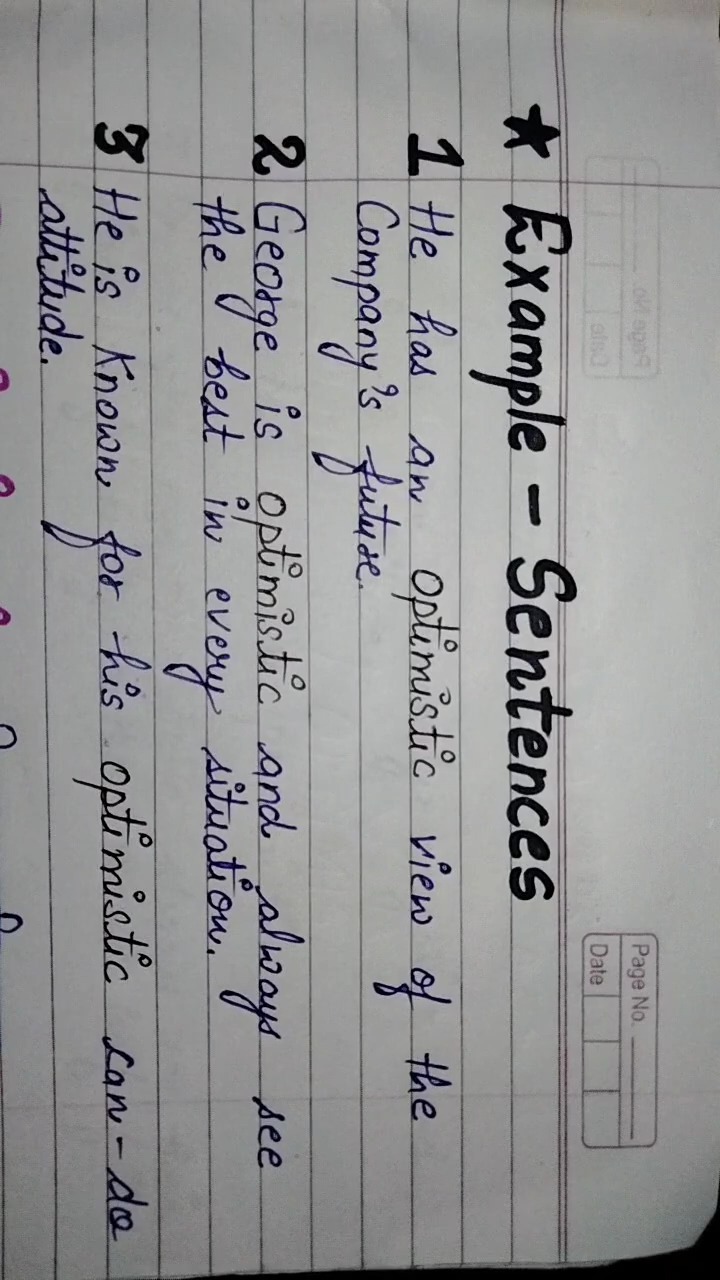 Page No.
Date
★ Example - Sentences
1 He has an optimistic view of the
Company's future.
2 George is optimistic and always see
the best in every situation.
3 He is Known for his optimistic can-do
attitude.